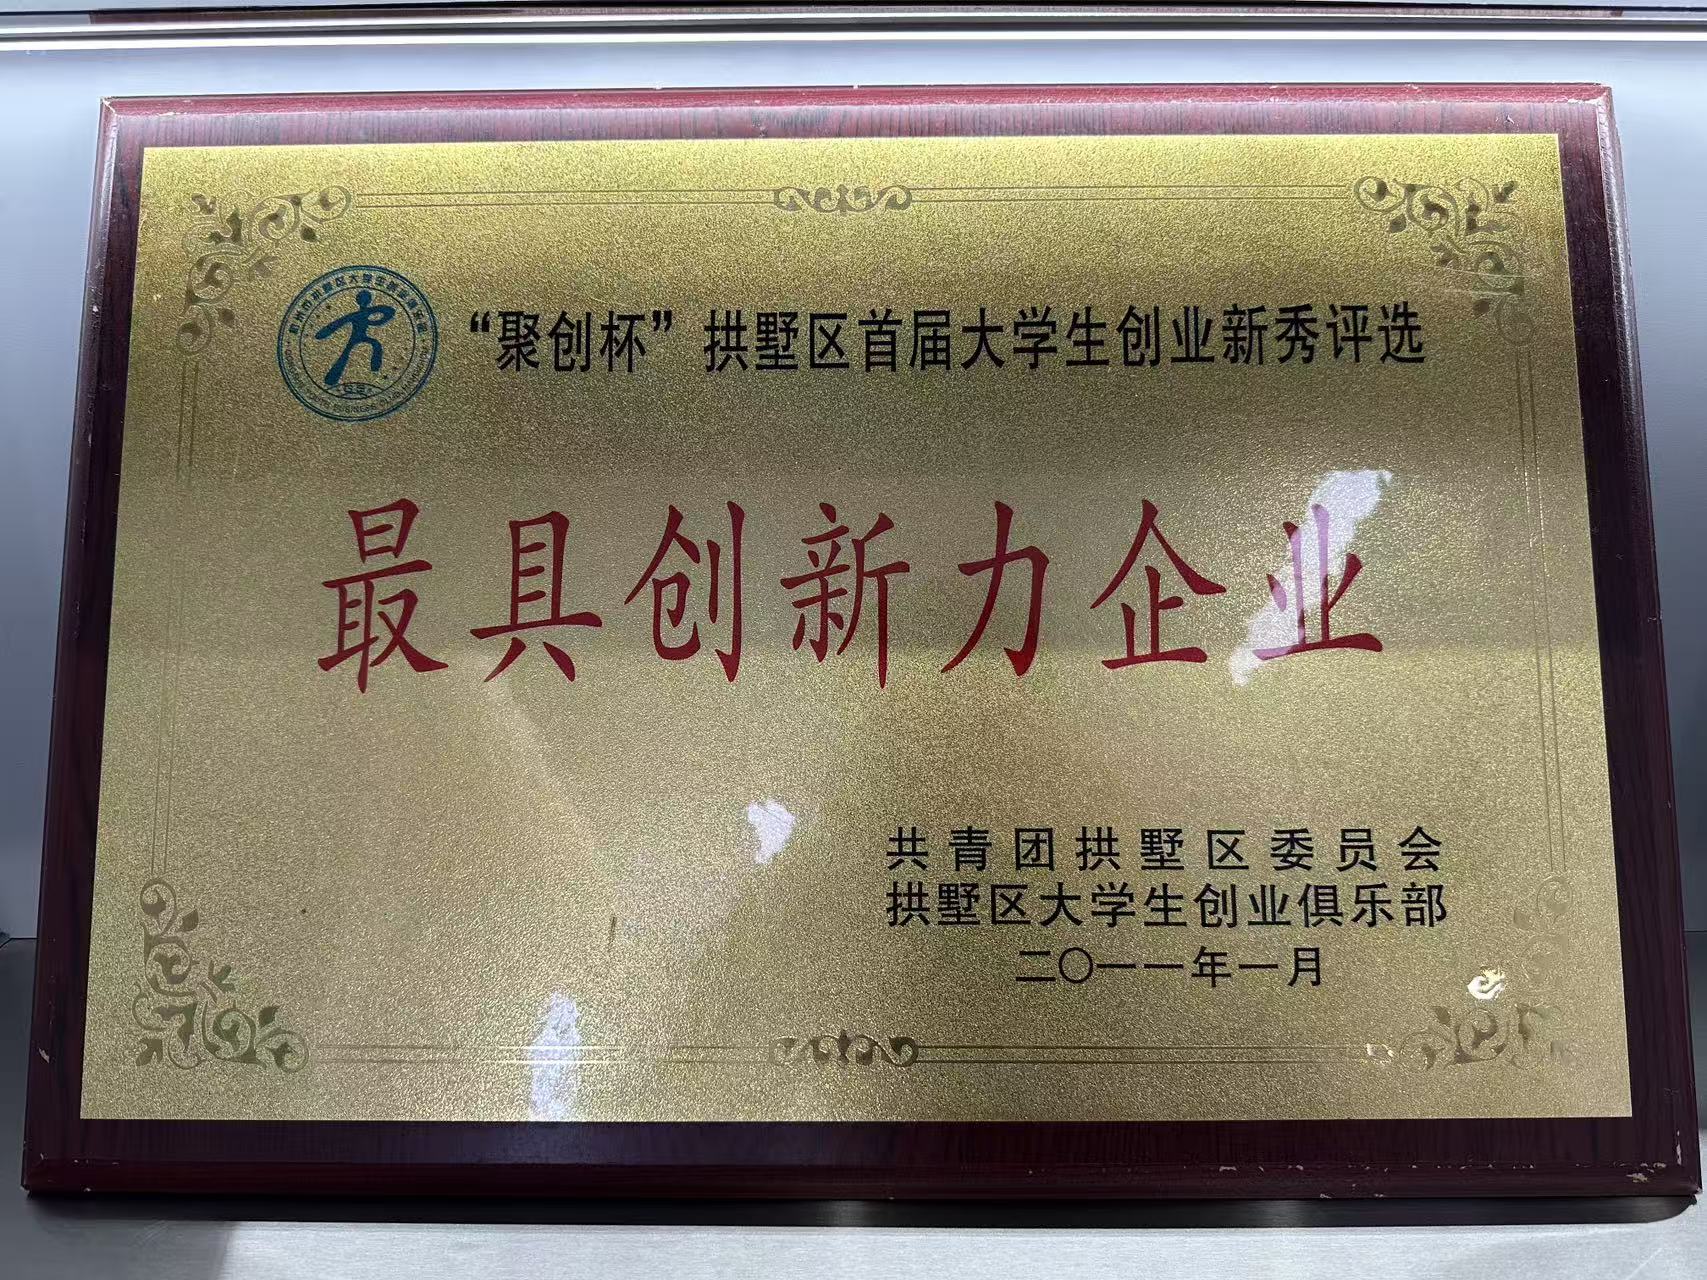 “聚创杯”拱墅区首届大学生创业新秀评选
最具创新力企业
共青团拱墅区委员会
拱墅区大学生创业俱乐部
二〇一一年一月